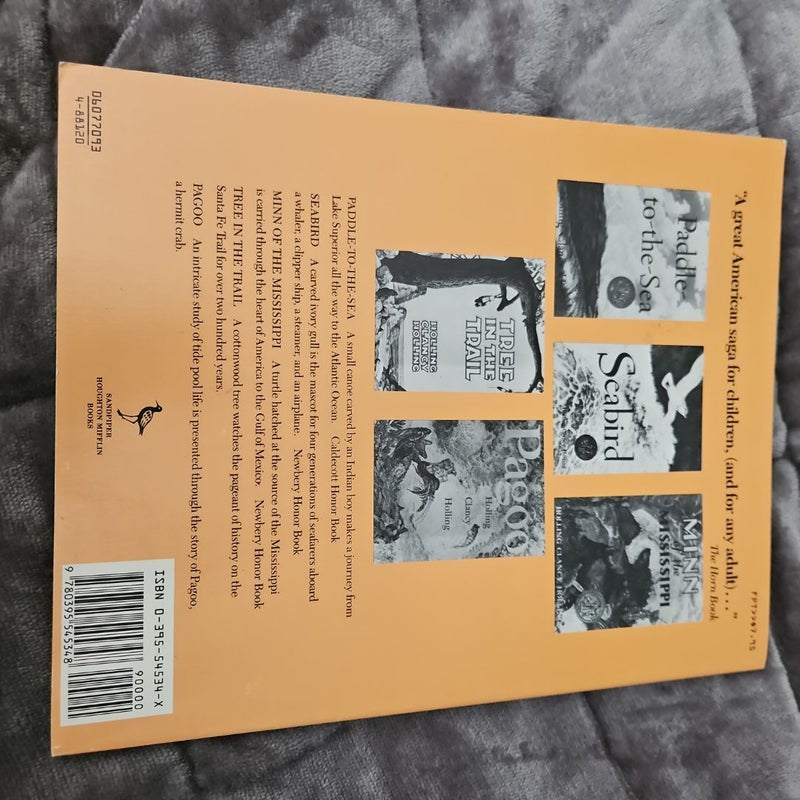 FPT>>$7.95
"A great American saga for children, (and for any adult) . . ."
The Horn Book
Paddle-
to-the-Sea
Seabird
MINN
of the
MISSISSIPPI
HOLLING CLANCY HOLLING
TREE
IN THE
TRAIL
HOLLING
CLANCY
HOLLING
Pagoo
Holling
Clancy
Holling
PADDLE-TO-THE-SEA A small canoe carved by an Indian boy makes a journey from
Lake Superior all the way to the Atlantic Ocean. Caldecott Honor Book
SEABIRD A carved ivory gull is the mascot for four generations of seafarers aboard
a whaler, a clipper ship, a steamer, and an airplane. Newbery Honor Book
MINN OF THE MISSISSIPPI A turtle hatched at the source of the Mississippi
is carried through the heart of America to the Gulf of Mexico. Newbery Honor Book
TREE IN THE TRAIL A cottonwood tree watches the pageant of history on the
Santa Fe Trail for over two hundred years.
PAGOO An intricate study of tide pool life is presented through the story of Pagoo,
a hermit crab.
SANDPIPER
HOUGHTON MIFFLIN
BOOKS
06077093
4-88120
ISBN 0-395-54534-X
90000
9 780395 545348